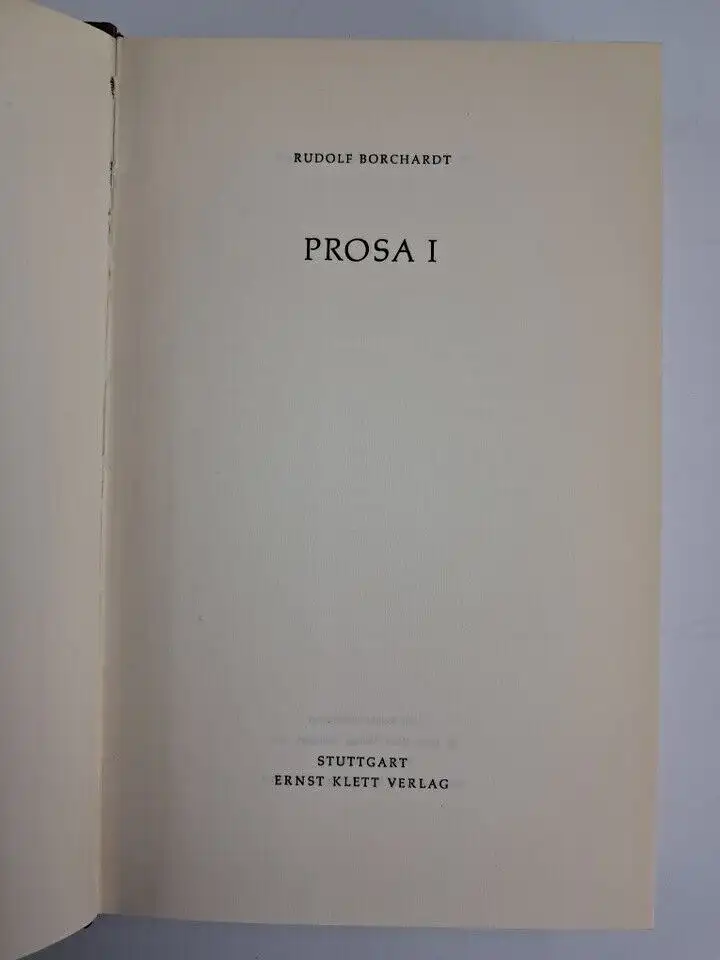 RUDOLF BORCHARDT
PROSA I
STUTTGART
ERNST KLETT VERLAG